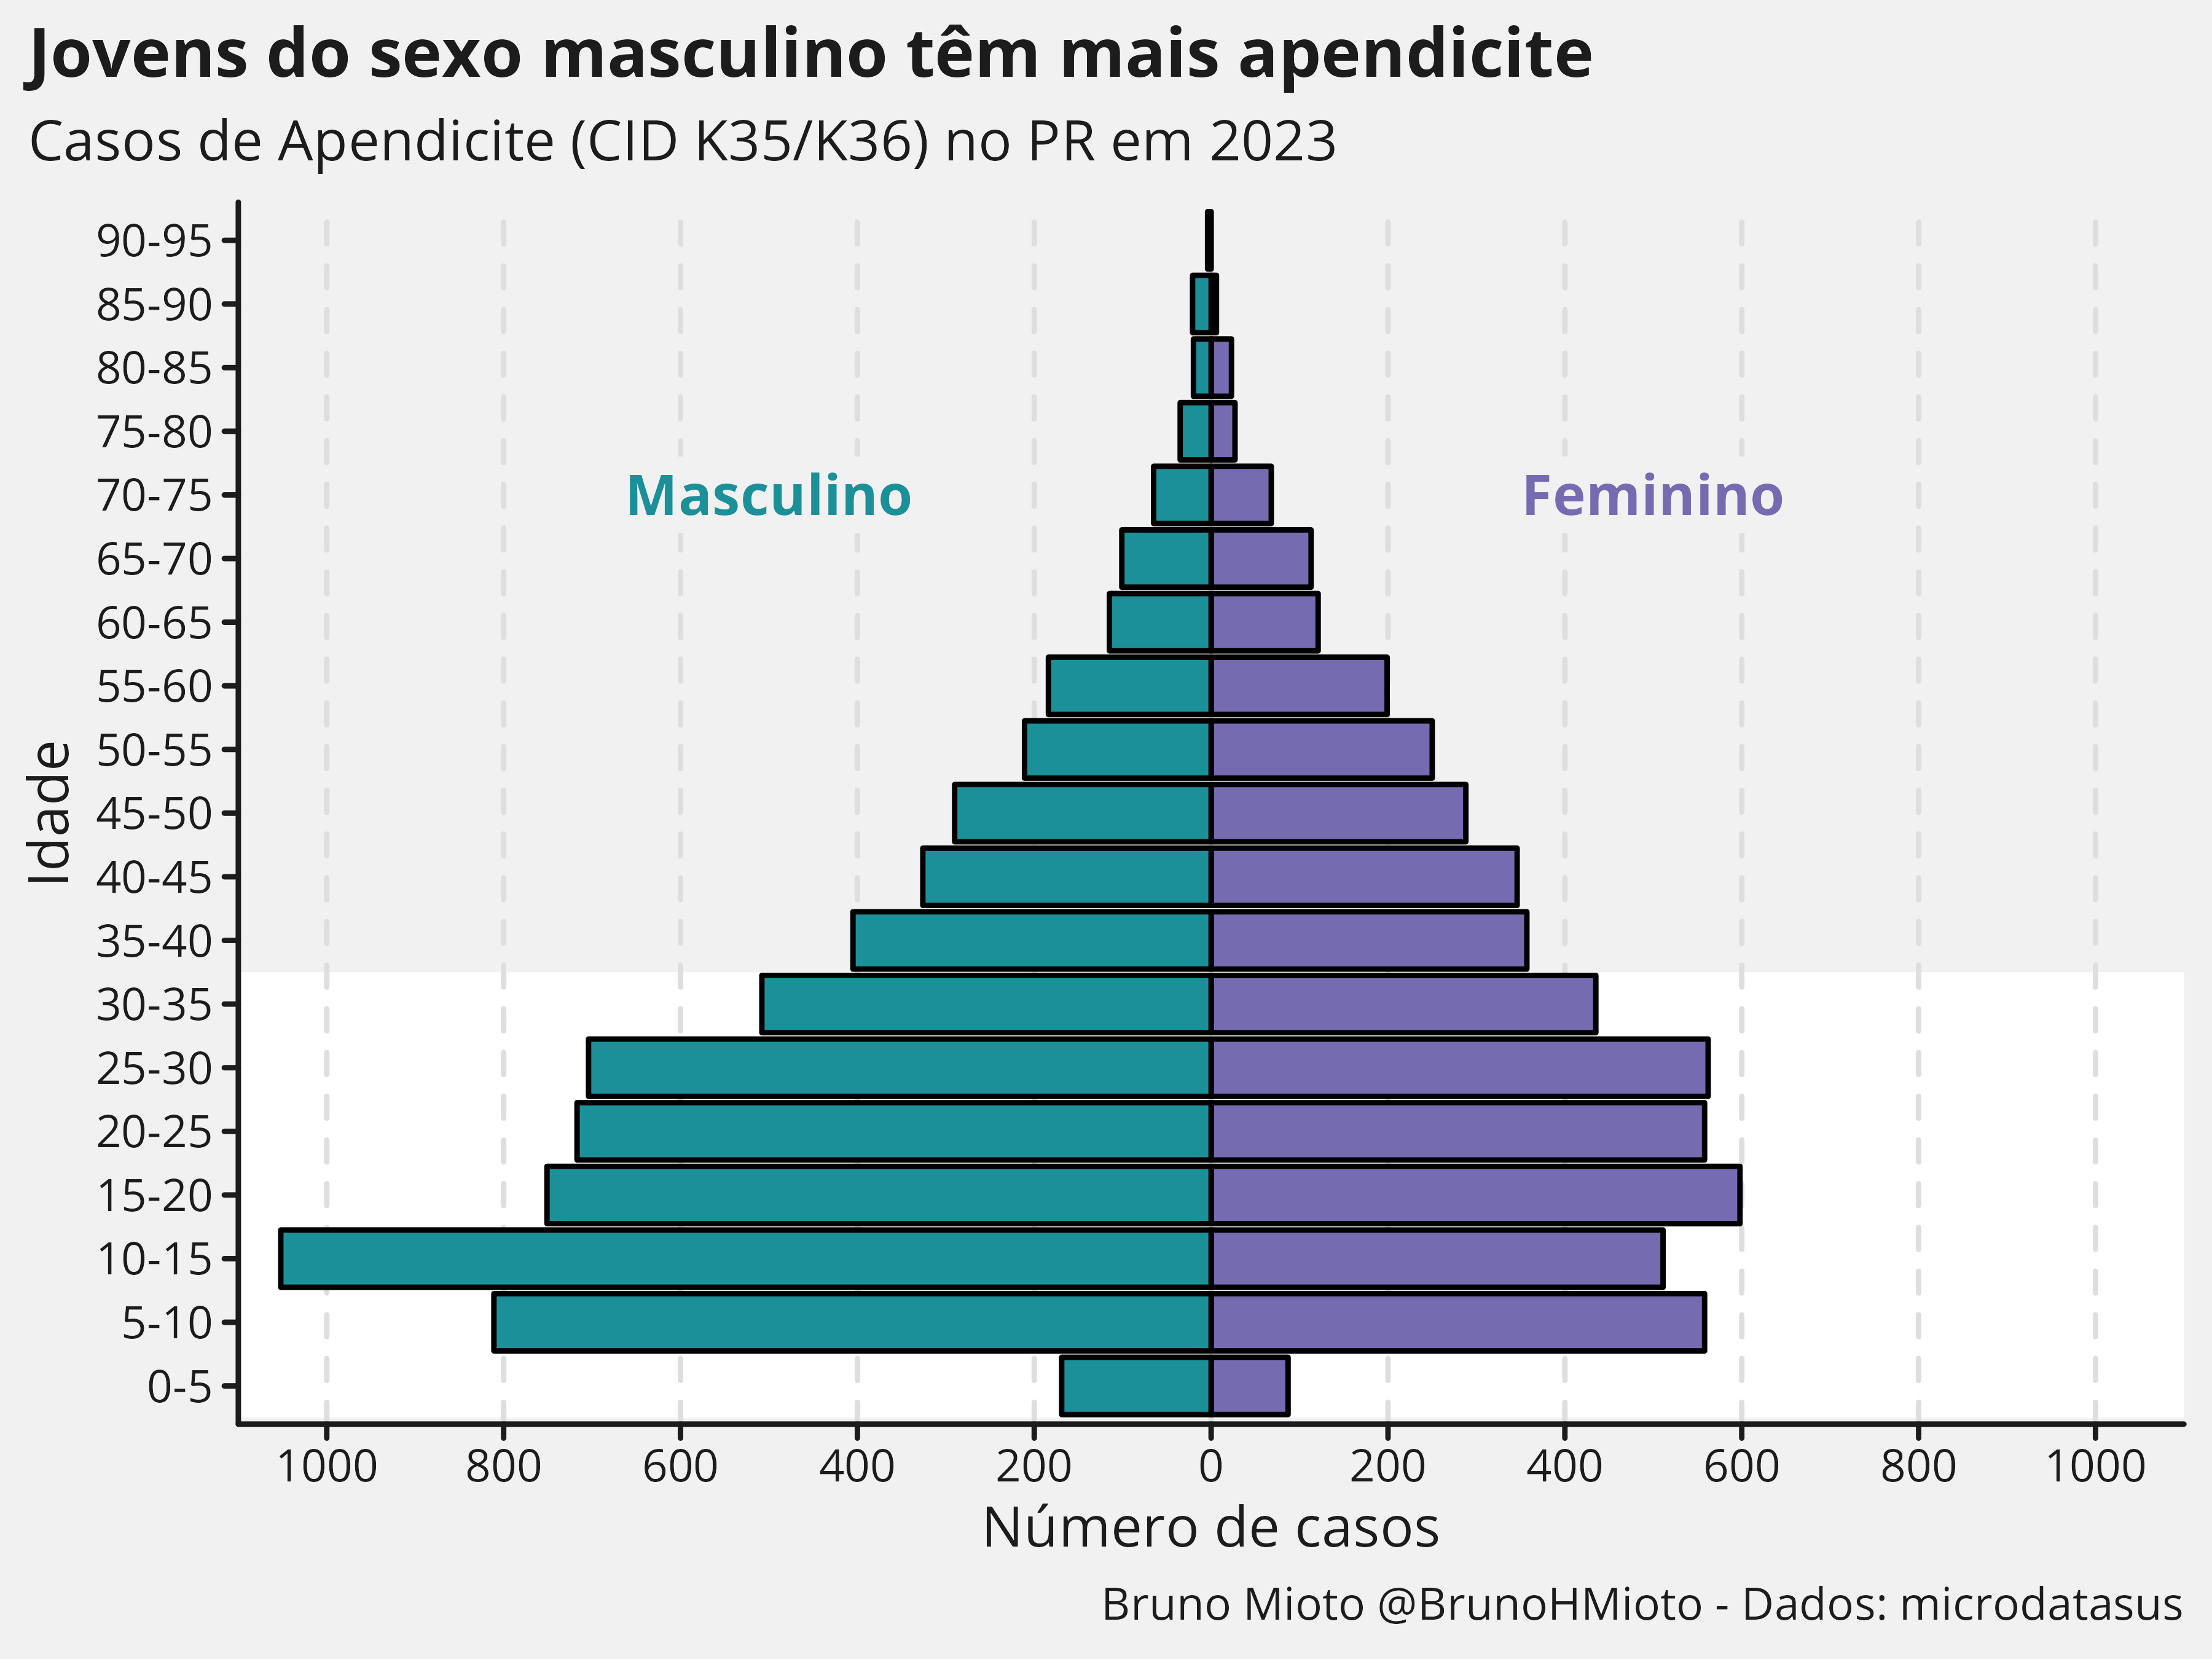 Jovens do sexo masculino têm mais apendicite
Casos de Apendicite (CID K35/K36) no PR em 2023
90-95
85-90
80-85
75-80
70-75
65-70
60-65
55-60
50-55
45-50
40-45
35-40
30-35
25-30
20-25
15-20
10-15
5-10
0-5
Idade
Masculino
Feminino
1000 800 600 400 200 0 200 400 600 800 1000
Número de casos
Bruno Mioto @BrunoHMioto - Dados: microdatasus